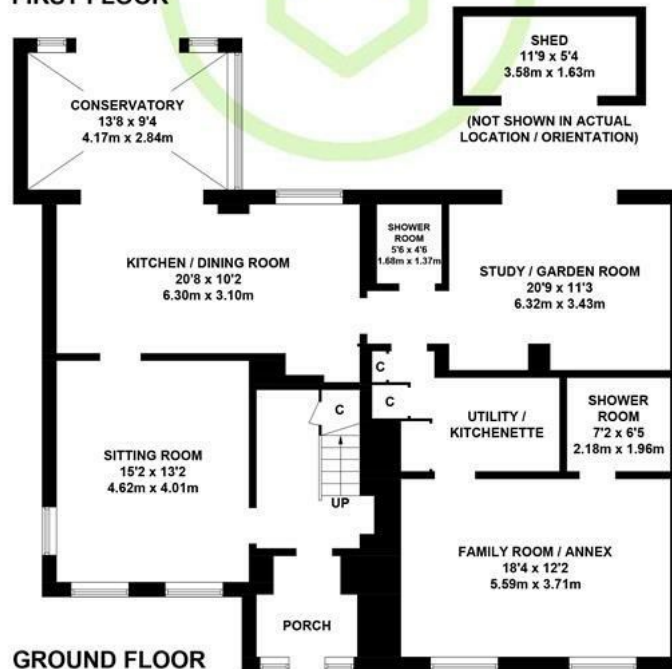 FIRST FLOOR
SHED
11'9 x 5'4
3.58m x 1.63m
(NOT SHOWN IN ACTUAL
LOCATION / ORIENTATION)
CONSERVATORY
13'8 x 9'4
4.17m x 2.84m
KITCHEN / DINING ROOM
20'8 x 10'2
6.30m x 3.10m
SHOWER
ROOM
5'6 x 4'6
1.68m x 1.37m
STUDY / GARDEN ROOM
20'9 x 11'3
6.32m x 3.43m
C
C
C
UTILITY /
KITCHENETTE
SHOWER
ROOM
7'2 x 6'5
2.18m x 1.96m
SITTING ROOM
15'2 x 13'2
4.62m x 4.01m
UP
FAMILY ROOM / ANNEX
18'4 x 12'2
5.59m x 3.71m
PORCH
GROUND FLOOR